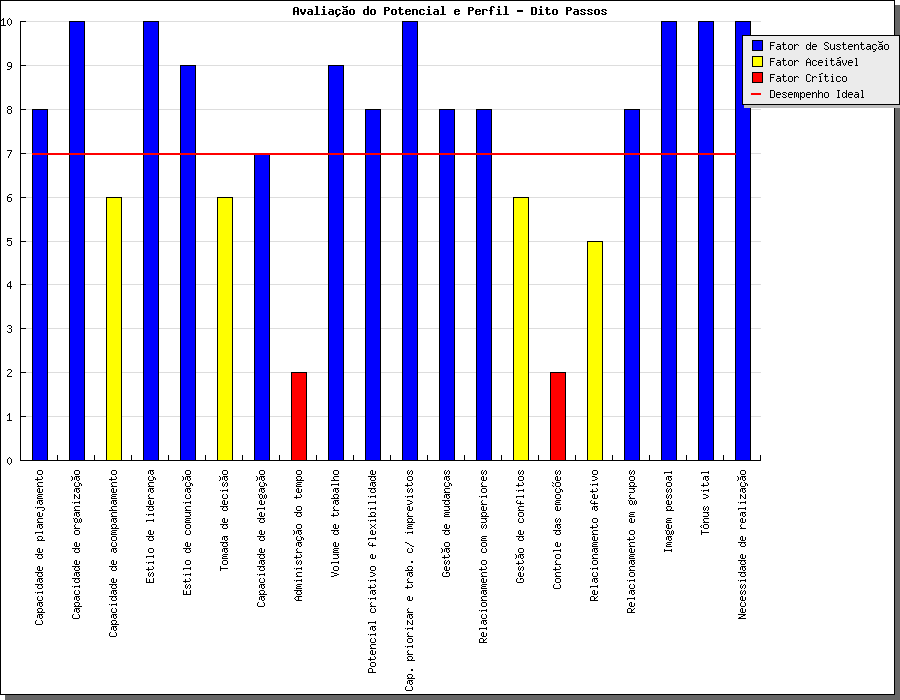 Avaliação do Potencial e Perfil - Dito Passos
10
9
8
7
6
5
4
3
2
1
0
Fator de Sustentação
Fator Aceitável
Fator Crítico
Desempenho Ideal
Capacidade de planejamento
Capacidade de organização
Capacidade de acompanhamento
Estilo de liderança
Estilo de comunicação
Tomada de decisão
Capacidade de delegação
Administração do tempo
Volume de trabalho
Potencial criativo e flexibilidade
Cap. priorizar e trab. c/ imprevistos
Gestão de mudanças
Relacionamento com superiores
Gestão de conflitos
Controle das emoções
Relacionamento afetivo
Relacionamento em grupos
Imagem pessoal
Tônus vital
Necessidade de realização